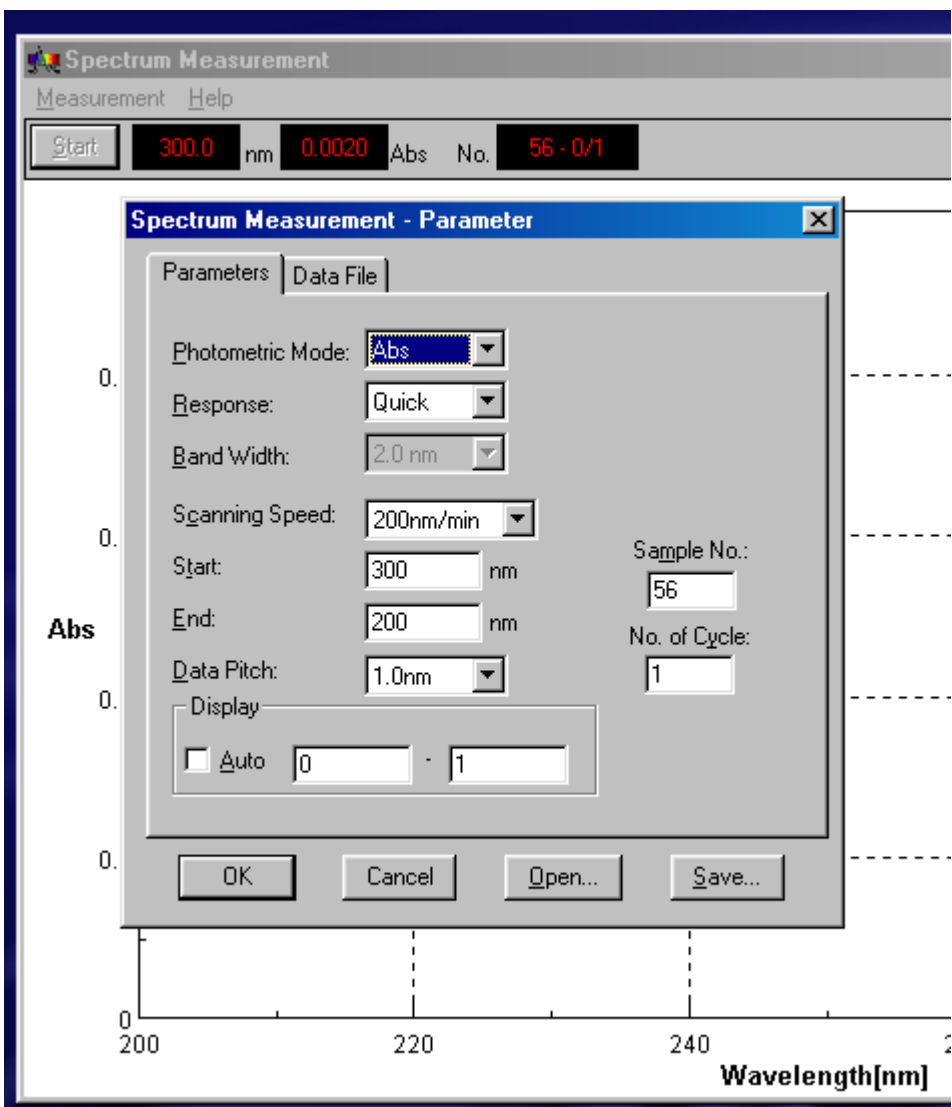 Spectrum Measurement
Measurement Help
Start 300.0 nm 0.0020 Abs No. 56 - 0/1
Spectrum Measurement - Parameter
Parameters Data File
Photometric Mode: Abs
Response: Quick
Band Width: 2.0 nm
Scanning Speed: 200nm/min
Start: 300 nm
Sample No.:
56
End: 200 nm
No. of Cycle:
1
Data Pitch: 1.0nm
Display
Auto 0 - 1
OK Cancel Open... Save...
0.
0.
Abs
0.
0.
0
200 220 240
Wavelength[nm]